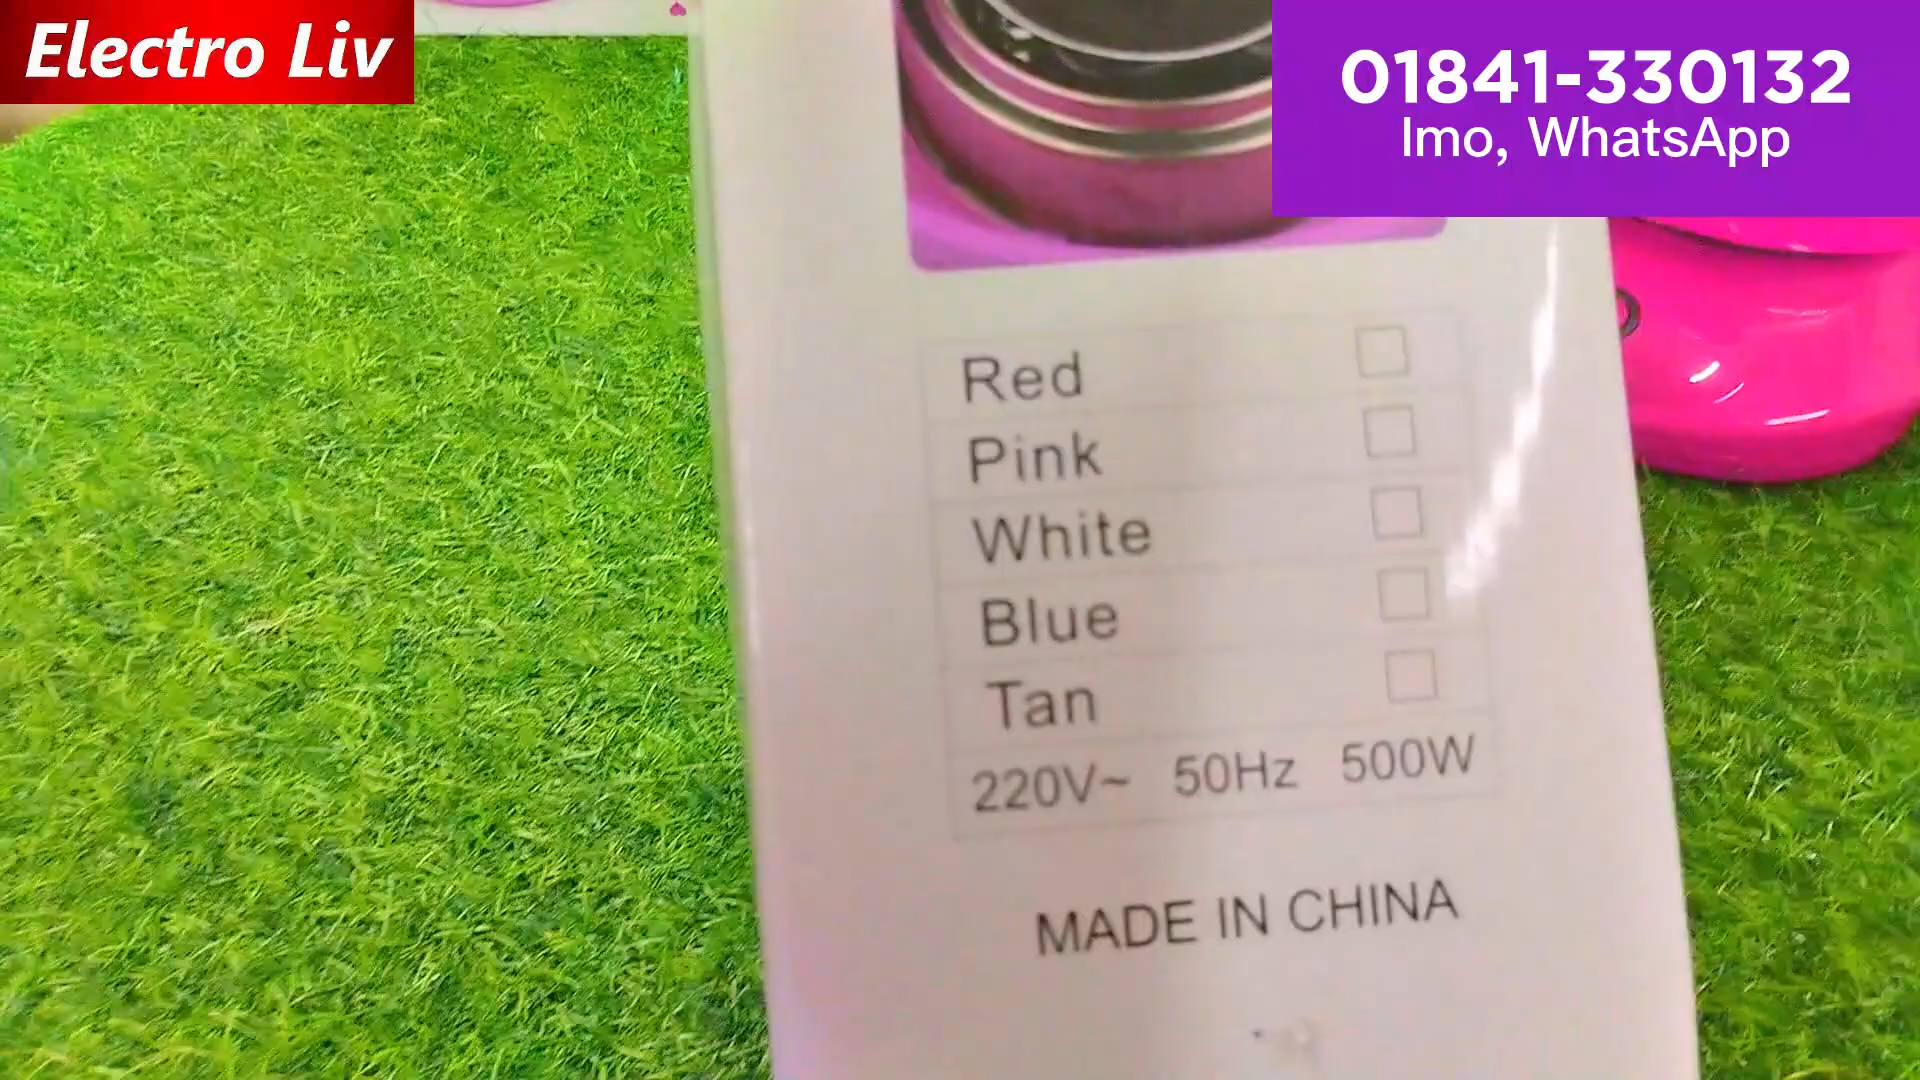 Electro Liv
01841-330132
Imo, WhatsApp
Red
Pink
White
Blue
Tan
220V~ 50Hz 500W
MADE IN CHINA